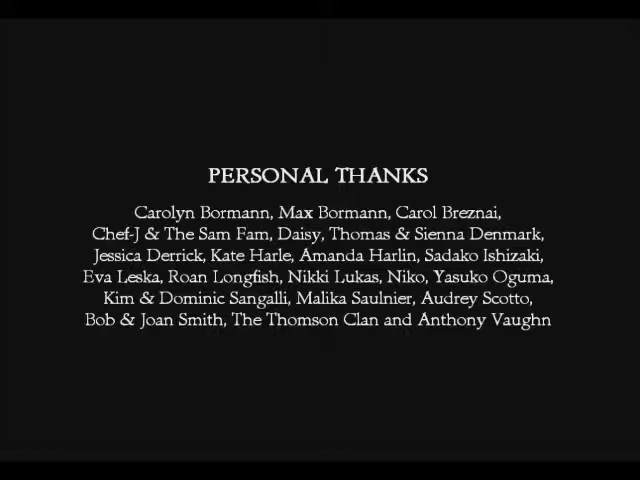 PERSONAL THANKS
Carolyn Bormann, Max Bormann, Carol Breznai,
Chef-J & The Sam Fam, Daisy, Thomas & Sienna Denmark,
Jessica Derrick, Kate Harle, Amanda Harlin, Sadako Ishizaki,
Eva Leska, Roan Longfish, Nikki Lukas, Niko, Yasuko Oguma,
Kim & Dominic Sangalli, Malika Saulnier, Audrey Scotto,
Bob & Joan Smith, The Thomson Clan and Anthony Vaughn